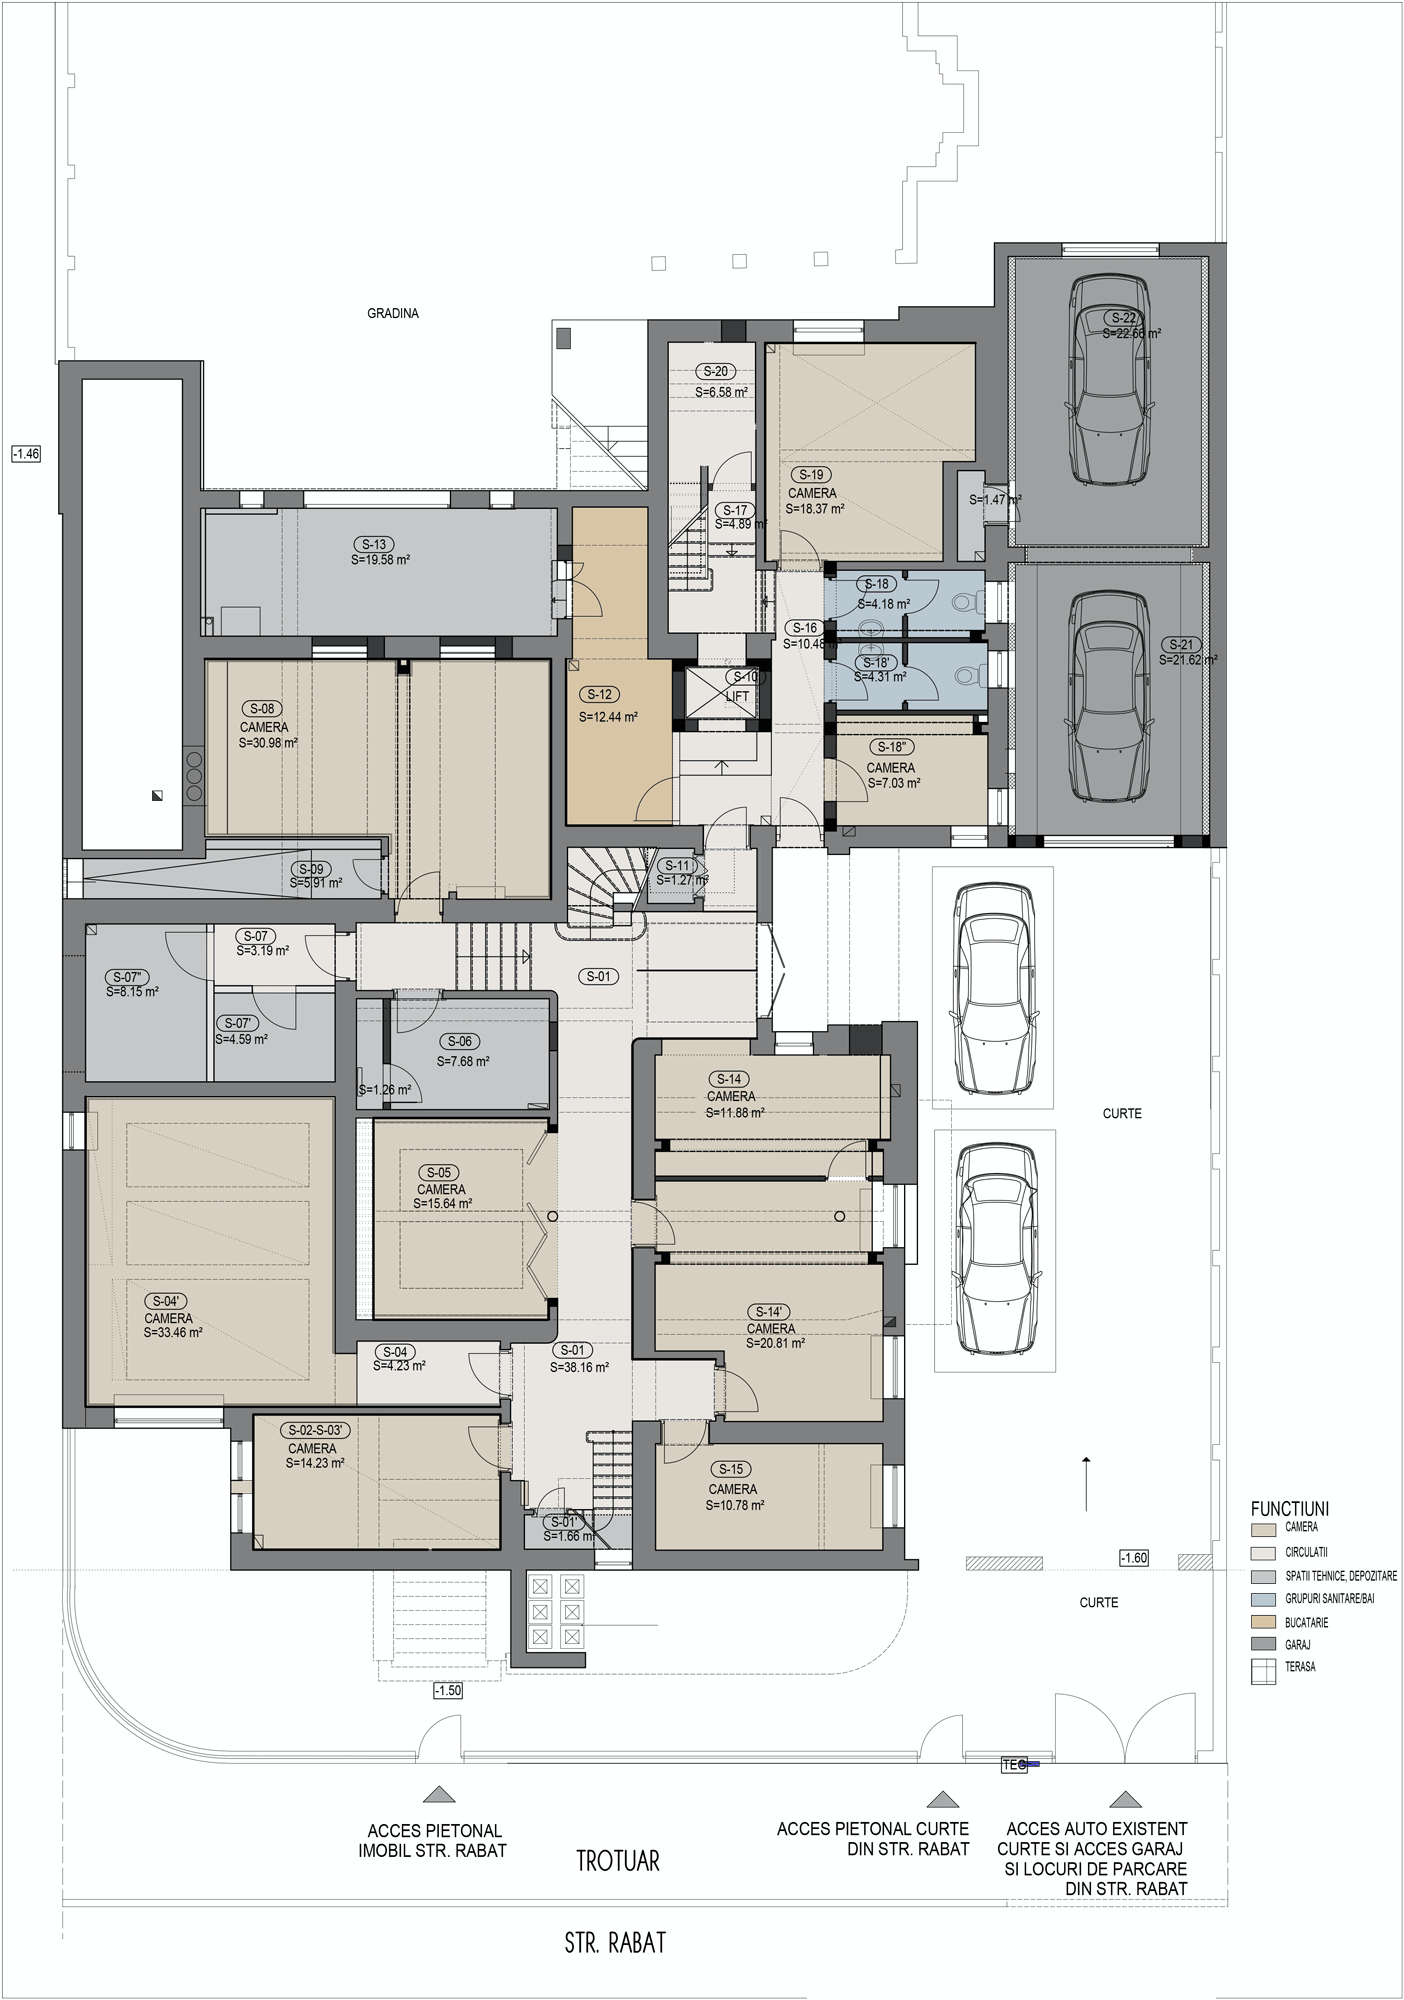 GRADINA
S-22
S=22.66 m²
S-20
S=6.58 m²
-1.46
S-19
CAMERA
S=18.37 m²
S=1.47 m²
S-17
S=4.89 m²
S-13
S=19.58 m²
S-18
S=4.18 m²
S-16
S=10.48 m²
S-21
S=21.62 m²
S-18'
S=4.31 m²
S-10
LIFT
S-12
S=12.44 m²
S-08
CAMERA
S=30.98 m²
S-18"
CAMERA
S=7.03 m²
S-09
S=5.91 m²
S-11
S=1.27 m²
S-07
S=3.19 m²
S-07"
S=8.15 m²
S-01
S-07'
S=4.59 m²
S-06
S=7.68 m²
S=1.26 m²
S-14
CAMERA
S=11.88 m²
CURTE
S-05
CAMERA
S=15.64 m²
S-04'
CAMERA
S=33.46 m²
S-14'
CAMERA
S=20.81 m²
S-04
S=4.23 m²
S-01
S=38.16 m²
S-02-S-03'
CAMERA
S=14.23 m²
S-15
CAMERA
S=10.78 m²
S-01'
S=1.66 m²
FUNCTIUNI
CAMERA
CIRCULATII
SPATII TEHNICE, DEPOZITARE
GRUPURI SANITARE/BAI
BUCATARIE
GARAJ
TERASA
-1.60
CURTE
-1.50
TEG
ACCES PIETONAL
IMOBIL STR. RABAT
ACCES PIETONAL CURTE
DIN STR. RABAT
ACCES AUTO EXISTENT
CURTE SI ACCES GARAJ
SI LOCURI DE PARCARE
DIN STR. RABAT
TROTUAR
STR. RABAT